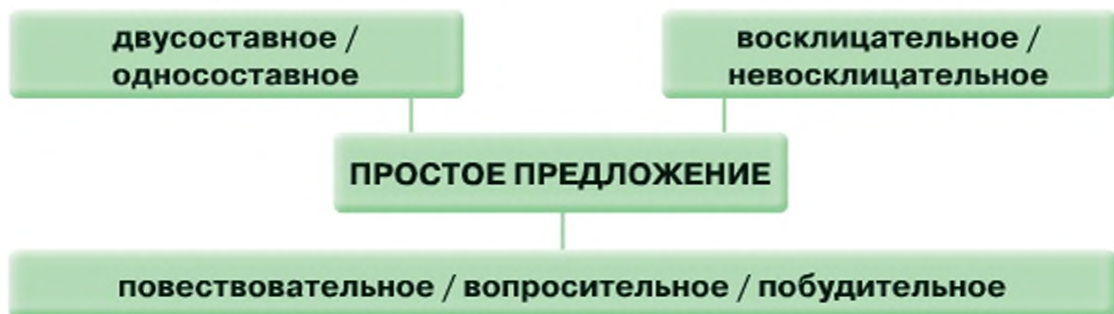 двусоставное /
односоставное
восклицательное /
невосклицательное
ПРОСТОЕ ПРЕДЛОЖЕНИЕ
повествовательное / вопросительное / побудительное